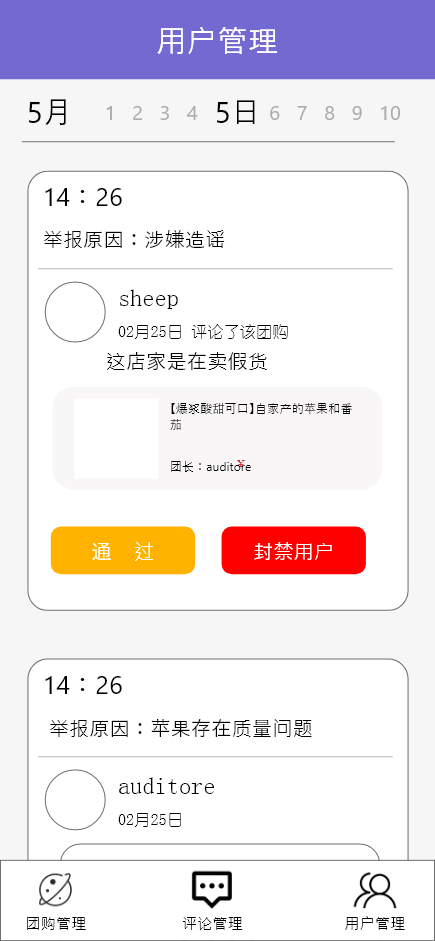 用户管理
5月 1 2 3 4 5日 6 7 8 9 10
14：26
举报原因：涉嫌造谣
sheep
02月25日 评论了该团购
这店家是在卖假货
【爆浆酸甜可口】自家产的苹果和番
茄
团长：auditore
¥
通 过
封禁用户
14：26
举报原因：苹果存在质量问题
auditore
02月25日
团购管理 评论管理 用户管理